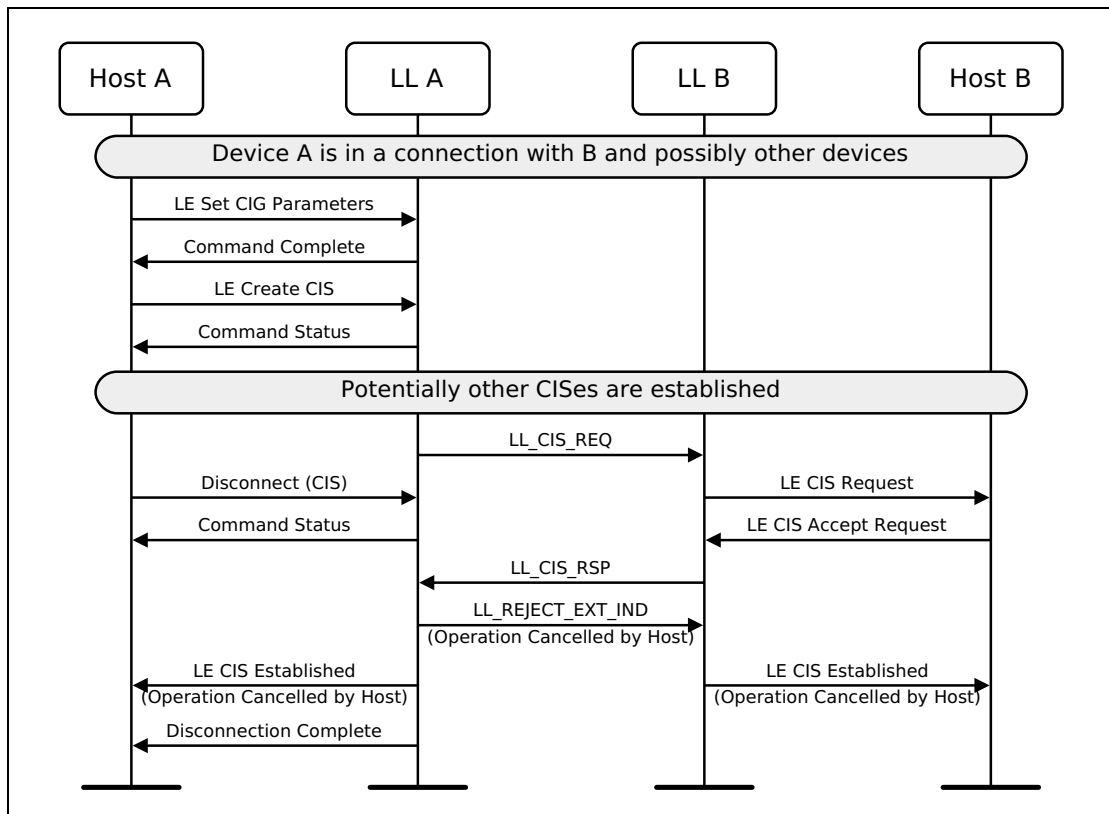 Host A
LL A
LL B
Host B
Device A is in a connection with B and possibly other devices
LE Set CIG Parameters
Command Complete
LE Create CIS
Command Status
Potentially other CISes are established
LL_CIS_REQ
Disconnect (CIS)
LE CIS Request
Command Status
LE CIS Accept Request
LL_CIS_RSP
LL_REJECT_EXT_IND
(Operation Cancelled by Host)
LE CIS Established
(Operation Cancelled by Host)
LE CIS Established
(Operation Cancelled by Host)
Disconnection Complete